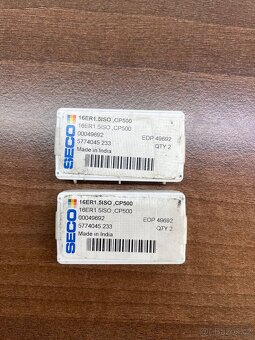 SECO
16ER1.5ISO ,CP500
16ER1.5ISO ,CP500
00049692 EDP 49692
5774045.233 QTY 2
Made in India
SECO
16ER1.5ISO ,CP500
16ER1.5ISO ,CP500
00049692 EDP 49692
5774045.233 QTY 2
Made in India